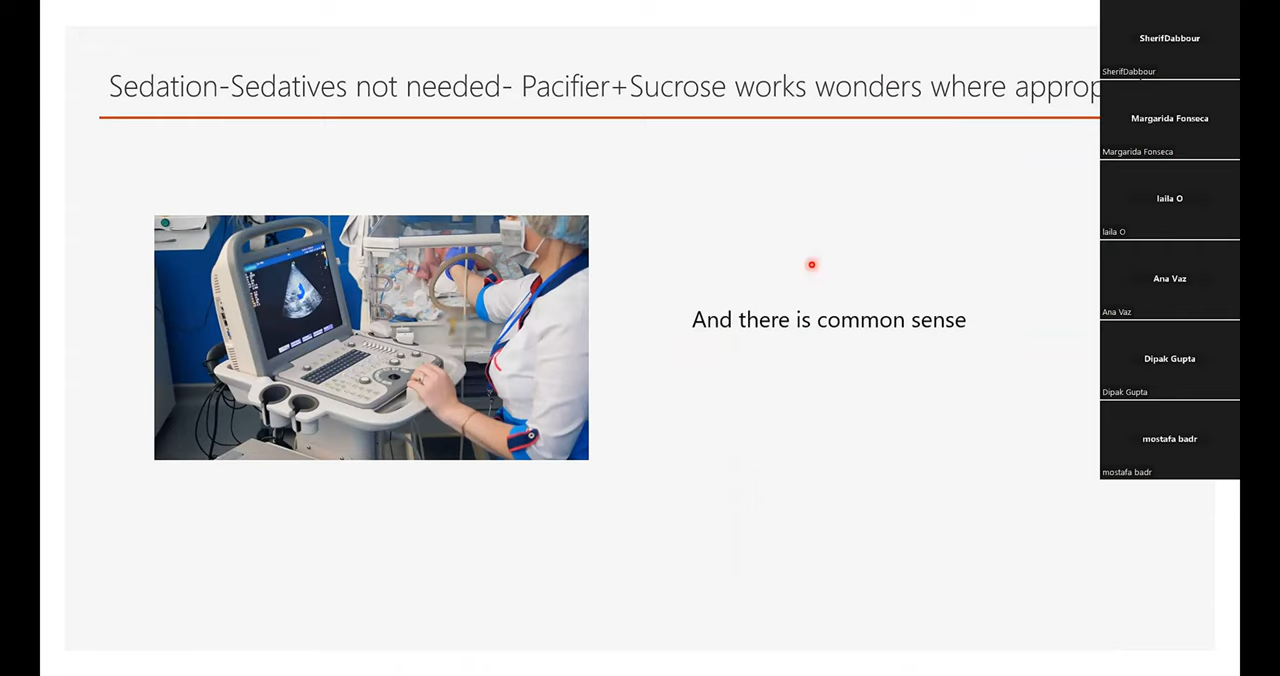 Sedation-Sedatives not needed- Pacifier+Sucrose works wonders where approp
And there is common sense
SherifDabbour
SherifDabbour
Margarida Fonseca
Margarida Fonseca
laila O
laila O
Ana Vaz
Ana Vaz
Dipak Gupta
Dipak Gupta
mostafa badr
mostafa badr